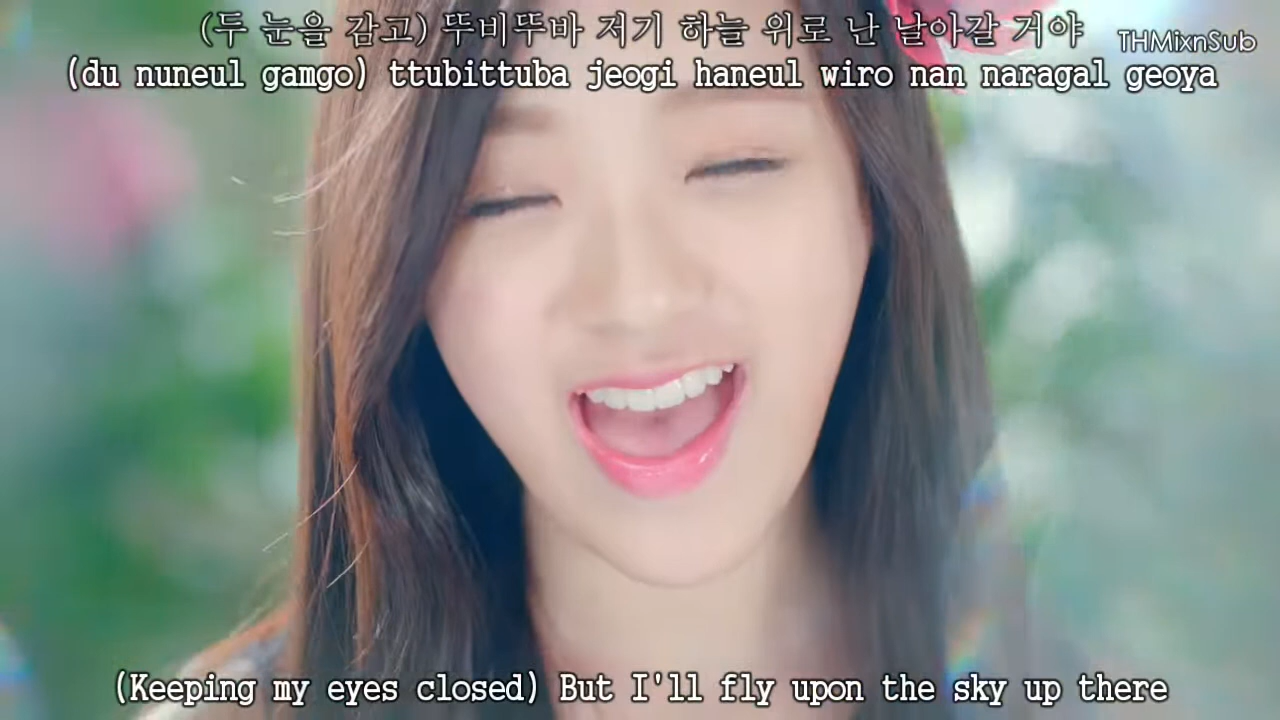 (두 눈을 감고) 뚜비뚜바 저기 하늘 위로 난 날아갈 거야
THMixnSub
(du nuneul gamgo) ttubittuba jeogi haneul wiro nan naragal geoya
(Keeping my eyes closed) But I'll fly upon the sky up there